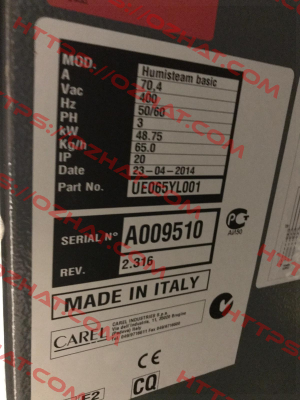 MOD. Humisteam basic
A 70,4
Vac 400
Hz 50/60
PH 3
kW 48.75
Kg/h 65.0
IP 20
Date 23-04-2014
Part No. UE065YL001
SERIAL N° A009510
REV. 2.316
MADE IN ITALY
CAREL
CAREL INDUSTRIES S.r.l.
CE
CQ
HTTPS://OZHAT.COM